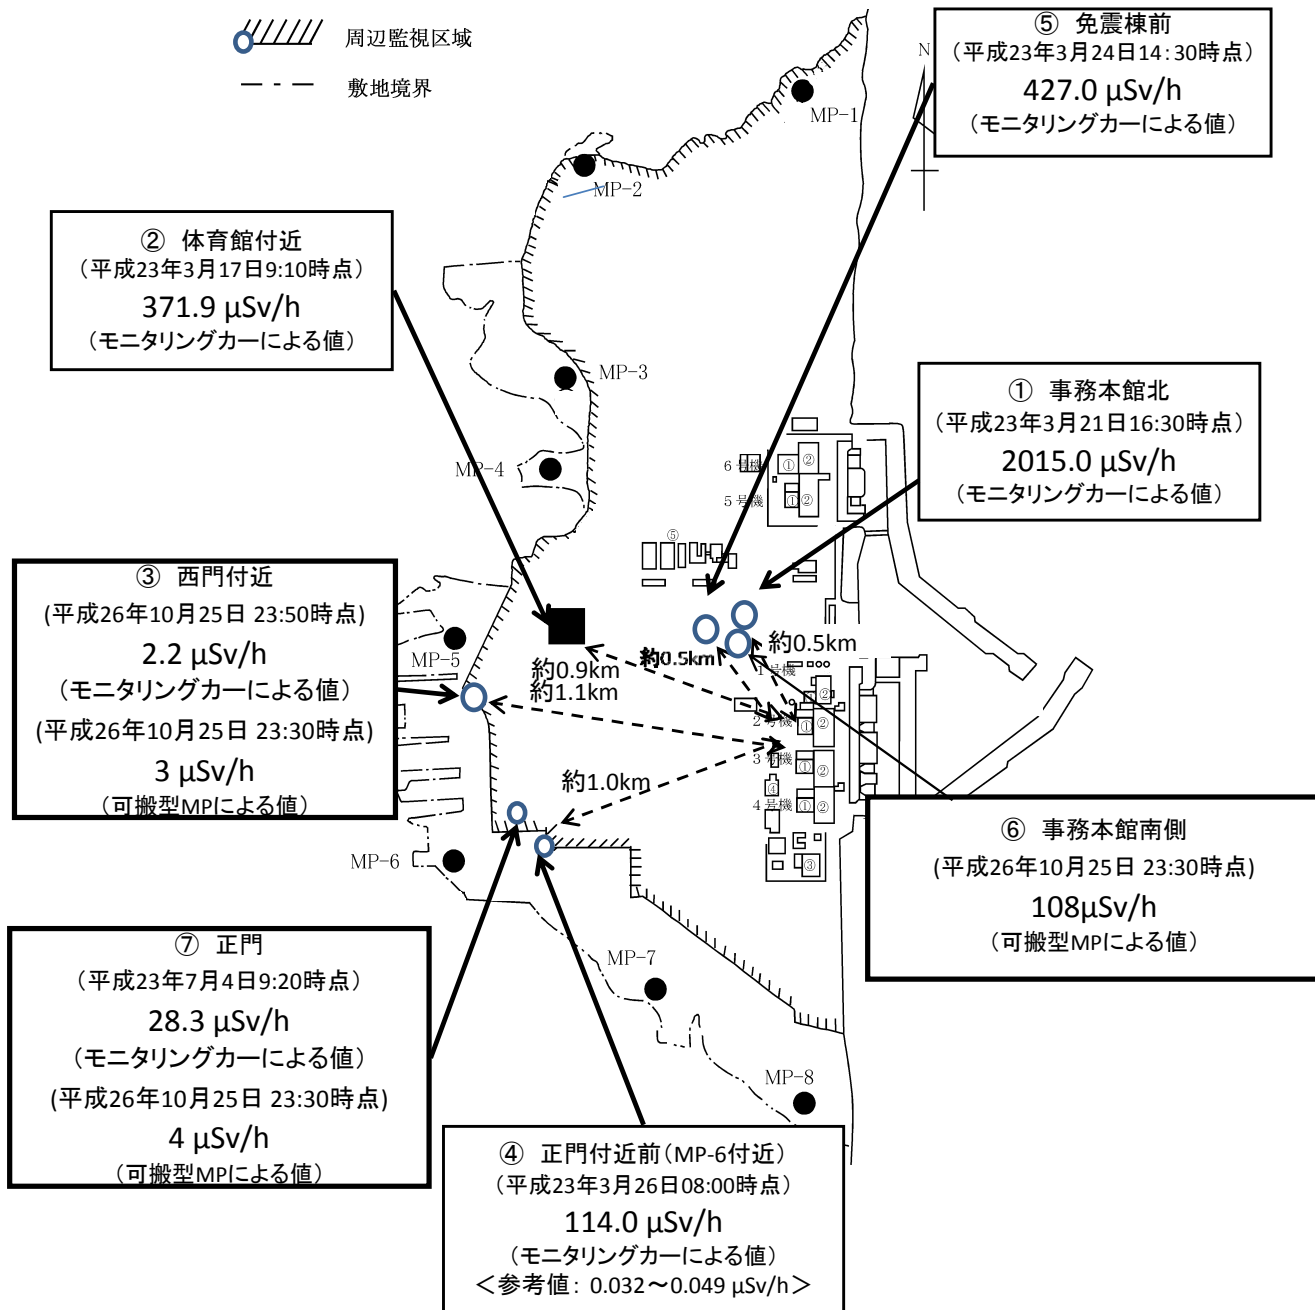 周辺監視区域
敷地境界
N
⑤ 免震棟前
（平成23年3月24日14：30時点）
427.0 μSv/h
（モニタリングカーによる値）
MP-1
MP-2
② 体育館付近
（平成23年3月17日9:10時点）
371.9 μSv/h
（モニタリングカーによる値）
MP-3
① 事務本館北
（平成23年3月21日16:30時点）
2015.0 μSv/h
（モニタリングカーによる値）
MP-4
6号機
① ②
5号機
① ②
⑤
③ 西門付近
(平成26年10月25日 23:50時点)
2.2 μSv/h
（モニタリングカーによる値）
(平成26年10月25日 23:30時点)
3 μSv/h
（可搬型MPによる値）
MP-5
約0.9km
約1.1km
約0.5km
約0.5km
1号機
②
2号機
① ②
3号機
① ②
④
4号機
① ②
③
約1.0km
MP-6
⑥ 事務本館南側
(平成26年10月25日 23:30時点)
108μSv/h
（可搬型MPによる値）
⑦ 正門
（平成23年7月4日9:20時点）
28.3 μSv/h
（モニタリングカーによる値）
(平成26年10月25日 23:30時点)
4 μSv/h
（可搬型MPによる値）
MP-7
MP-8
④ 正門付近前（MP-6付近）
（平成23年3月26日08:00時点）
114.0 μSv/h
（モニタリングカーによる値）
＜参考値： 0.032～0.049 μSv/h＞